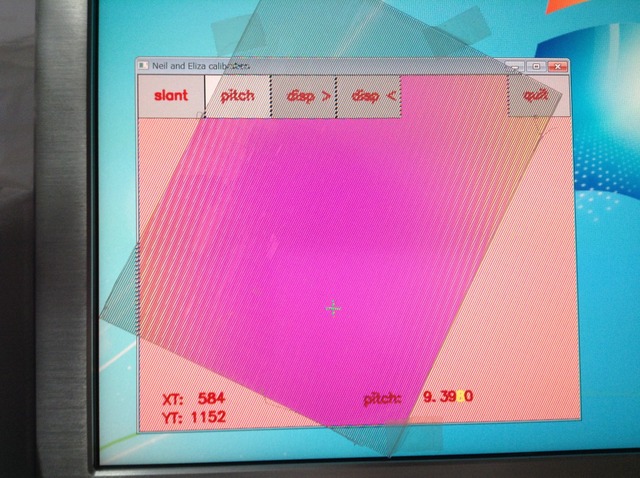 Neil and Eliza calibration
slant pitch disp > disp < quit
XT: 584 pitch: 9.3980
YT: 1152